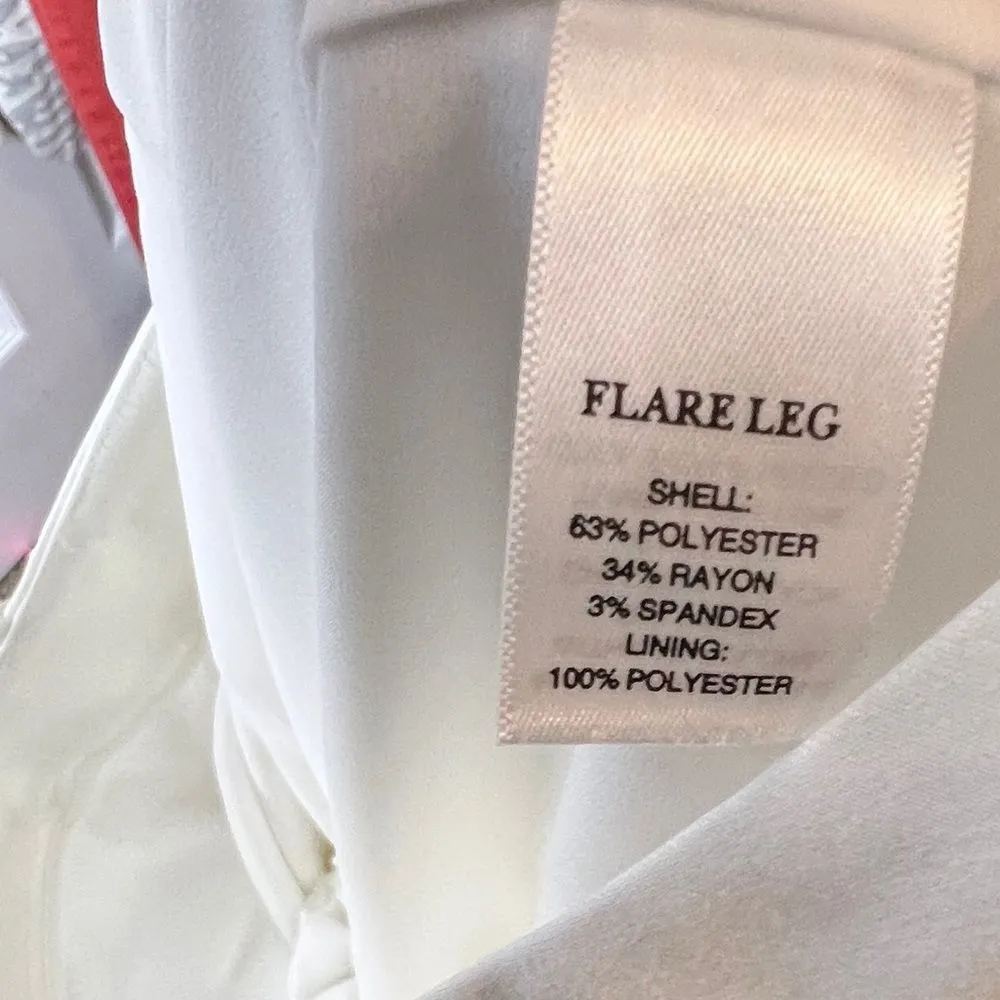 FLARE LEG
SHELL:
63% POLYESTER
34% RAYON
3% SPANDEX
LINING:
100% POLYESTER